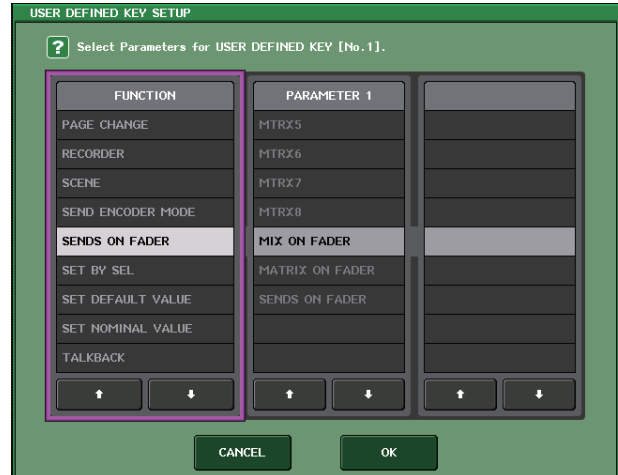 USER DEFINED KEY SETUP
? Select Parameters for USER DEFINED KEY [No.1].
FUNCTION
PAGE CHANGE
RECORDER
SCENE
SEND ENCODER MODE
SENDS ON FADER
SET BY SEL
SET DEFAULT VALUE
SET NOMINAL VALUE
TALKBACK
PARAMETER 1
MTRX5
MTRX6
MTRX7
MTRX8
MIX ON FADER
MATRIX ON FADER
SENDS ON FADER
CANCEL
OK